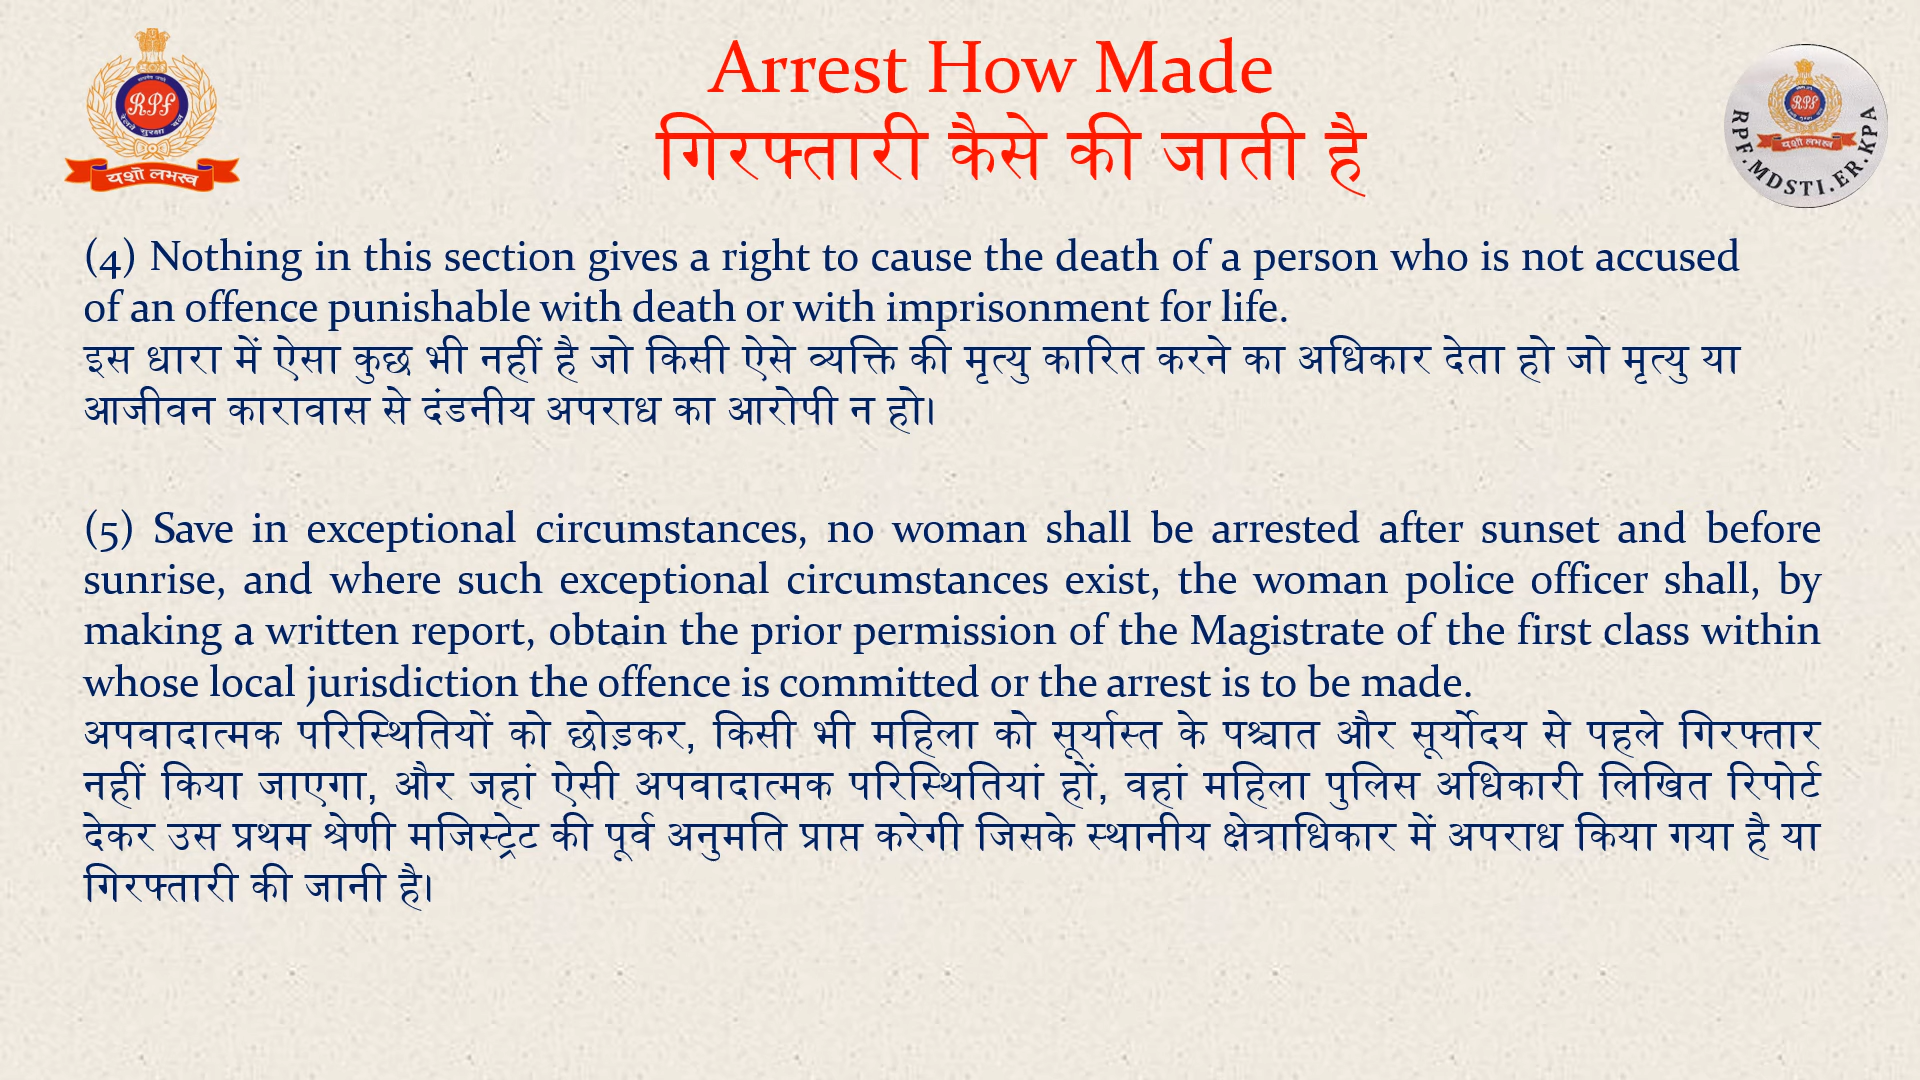 Arrest How Made
गिरफ्तारी कैसे की जाती है
RPF
रेलवे सुरक्षा बल
यशो लभस्व
RPF
यशो लभस्व
RPF.MDSTI.ER.KPA
(4) Nothing in this section gives a right to cause the death of a person who is not accused
of an offence punishable with death or with imprisonment for life.
इस धारा में ऐसा कुछ भी नहीं है जो किसी ऐसे व्यक्ति की मृत्यु कारित करने का अधिकार देता हो जो मृत्यु या
आजीवन कारावास से दंडनीय अपराध का आरोपी न हो।
(5) Save in exceptional circumstances, no woman shall be arrested after sunset and before
sunrise, and where such exceptional circumstances exist, the woman police officer shall, by
making a written report, obtain the prior permission of the Magistrate of the first class within
whose local jurisdiction the offence is committed or the arrest is to be made.
अपवादात्मक परिस्थितियों को छोड़कर, किसी भी महिला को सूर्यास्त के पश्चात और सूर्योदय से पहले गिरफ्तार
नहीं किया जाएगा, और जहां ऐसी अपवादात्मक परिस्थितियां हों, वहां महिला पुलिस अधिकारी लिखित रिपोर्ट
देकर उस प्रथम श्रेणी मजिस्ट्रेट की पूर्व अनुमति प्राप्त करेगी जिसके स्थानीय क्षेत्राधिकार में अपराध किया गया है या
गिरफ्तारी की जानी है।